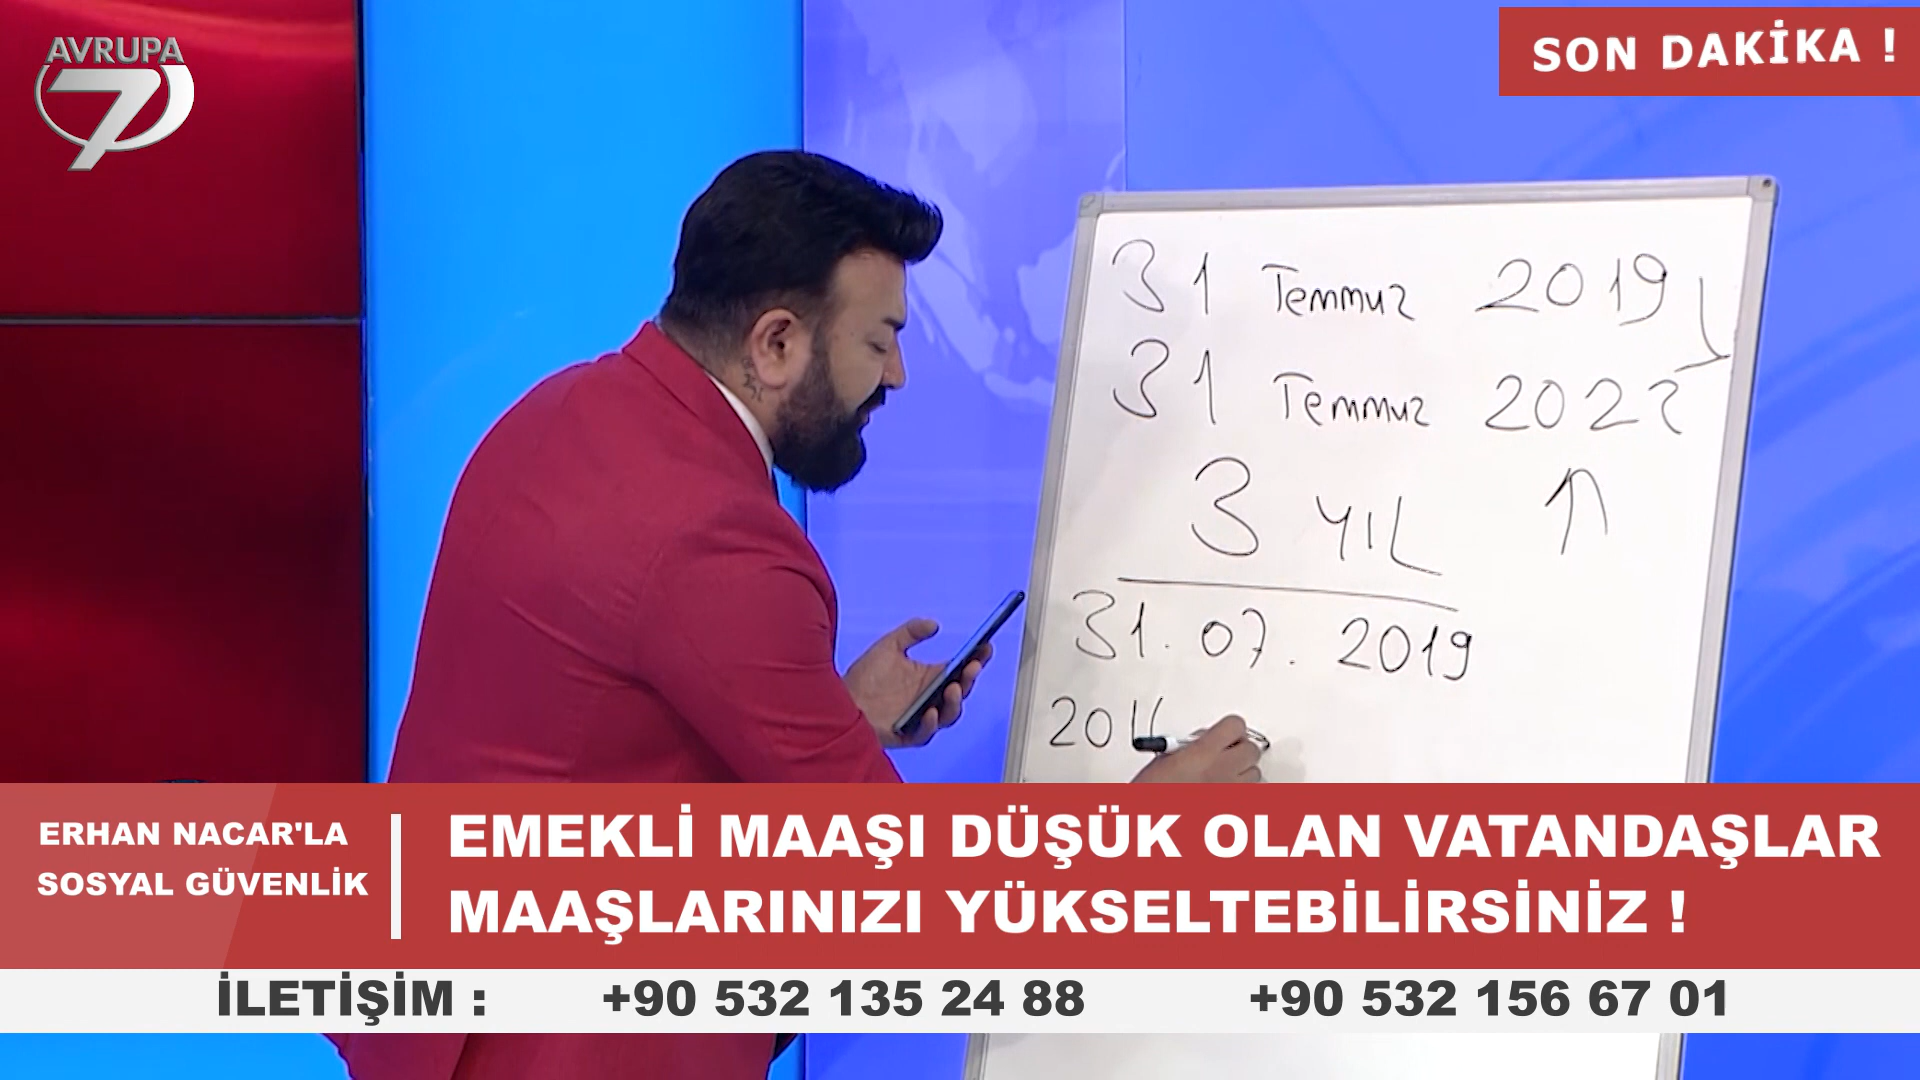 AVRUPA
7
SON DAKİKA !
31 Temmuz 2019
31 Temmuz 2022
3 YIL
31.07.2019
ERHAN NACAR'LA
SOSYAL GÜVENLİK
EMEKLİ MAAŞI DÜŞÜK OLAN VATANDAŞLAR
MAAŞLARINIZI YÜKSELTEBİLİRSİNİZ !
İLETİŞİM : +90 532 135 24 88 +90 532 156 67 01